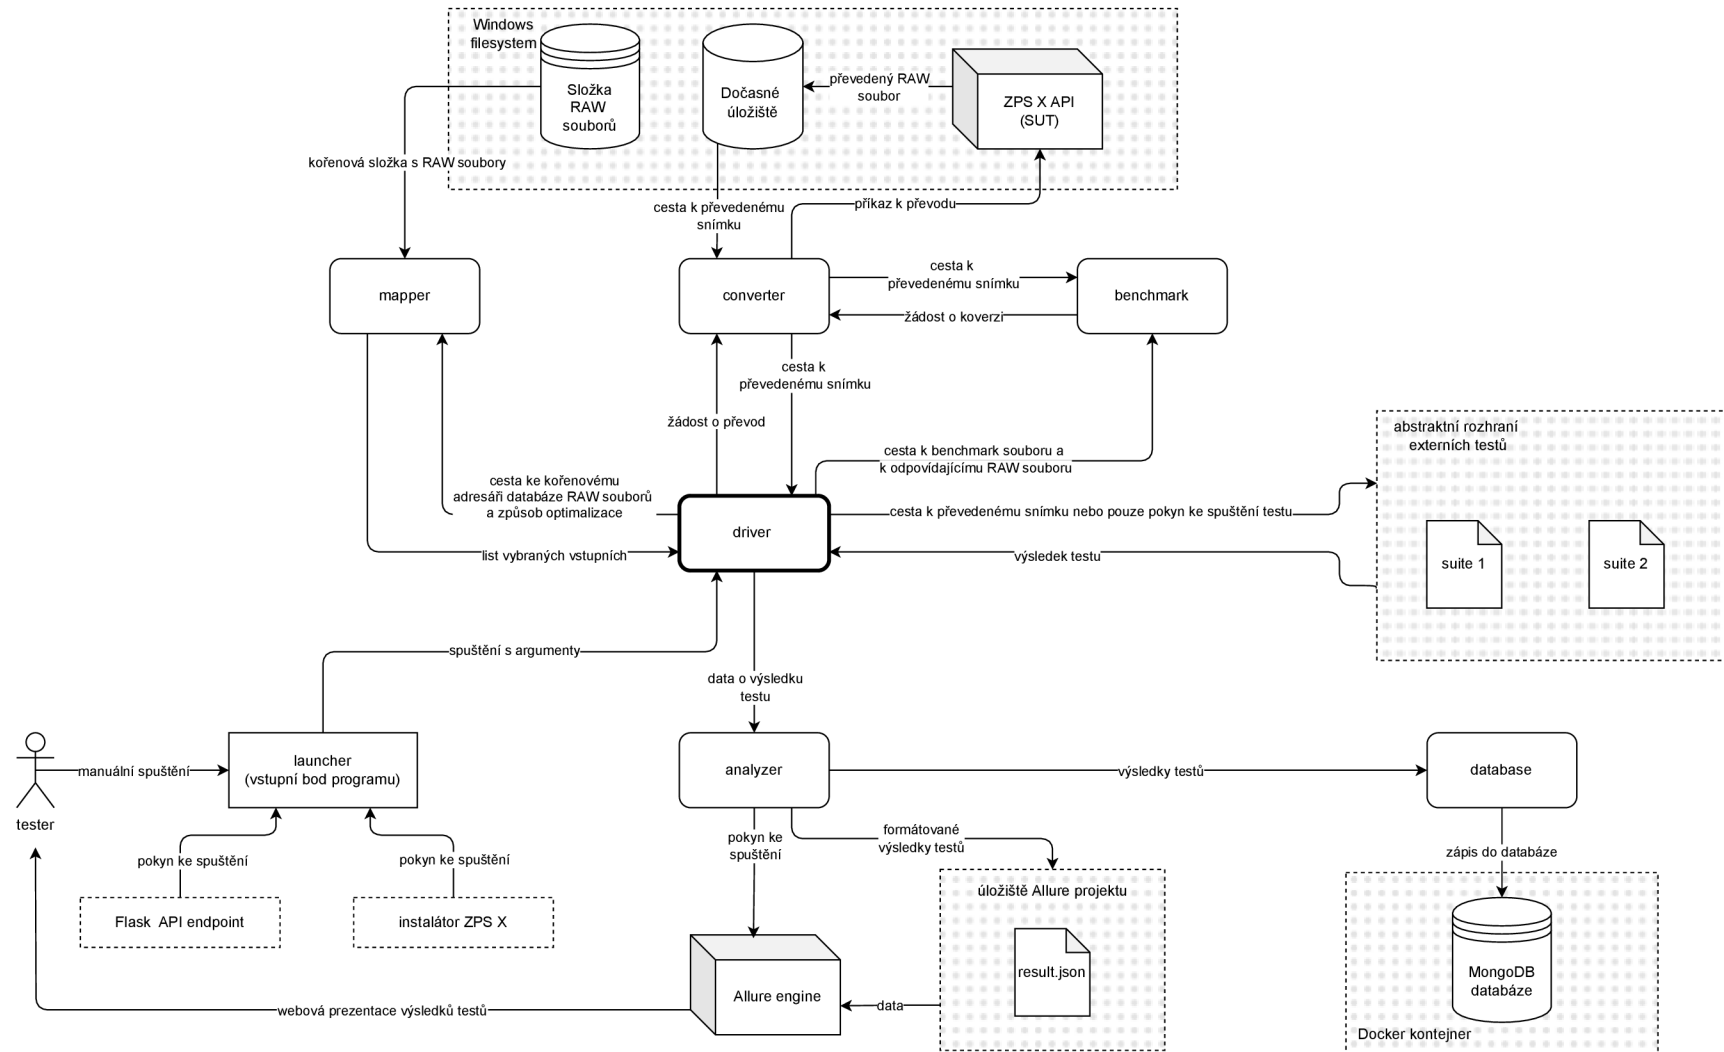 Windows
filesystem
Složka
RAW
souborů
Dočasné
úložiště
převedený RAW
soubor
ZPS X API
(SUT)
kořenová složka s RAW soubory
cesta k převedenému
snímku
příkaz k převodu
mapper
converter
cesta k
převedenému snímku
žádost o koverzi
benchmark
cesta k
převedenému snímku
žádost o převod
cesta k benchmark souboru a
k odpovídajícímu RAW souboru
abstraktní rozhraní
externích testů
cesta ke kořenovému
adresáři databáze RAW souborů
a způsob optimalizace
driver
cesta k převedenému snímku nebo pouze pokyn ke spuštění testu
list vybraných vstupních
výsledek testu
suite 1
suite 2
spuštění s argumenty
data o výsledku
testu
tester
manuální spuštění
launcher
(vstupní bod programu)
analyzer
výsledky testů
database
pokyn ke spuštění
pokyn ke spuštění
pokyn ke
spuštění
formátované
výsledky testů
zápis do databáze
Flask  API endpoint
instalátor ZPS X
úložiště Allure projektu
result.json
Allure engine
data
webová prezentace výsledků testů
MongoDB
databáze
Docker kontejner